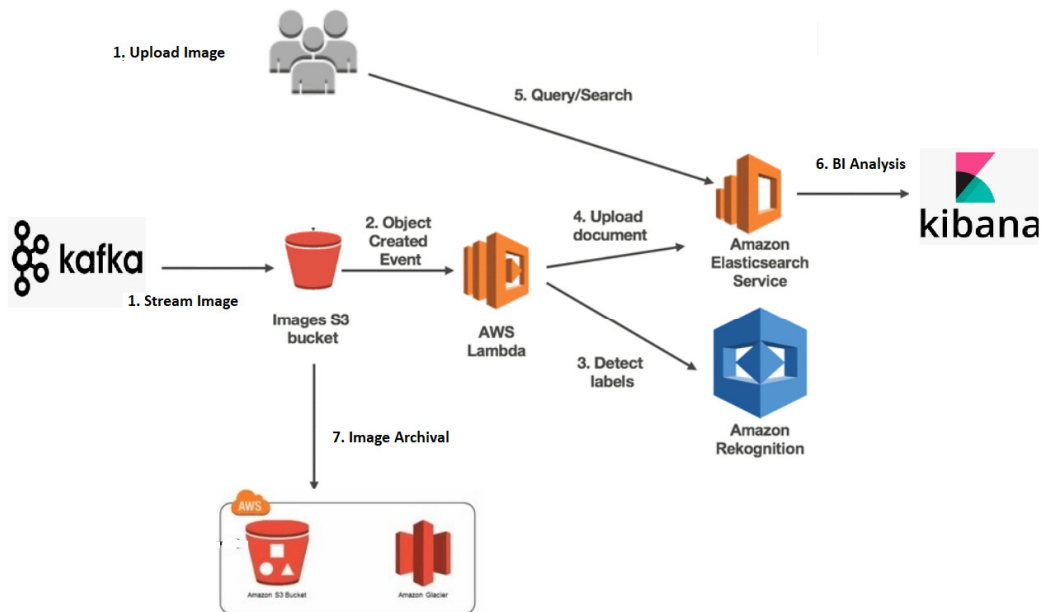 1. Upload Image
5. Query/Search
6. BI Analysis
kibana
2. Object
Created
Event
4. Upload
document
Amazon
Elasticsearch
Service
kafka
1. Stream Image
Images S3
bucket
AWS
Lambda
3. Detect
labels
Amazon
Rekognition
7. Image Archival
AWS
Amazon S3 Bucket
Amazon Glacier